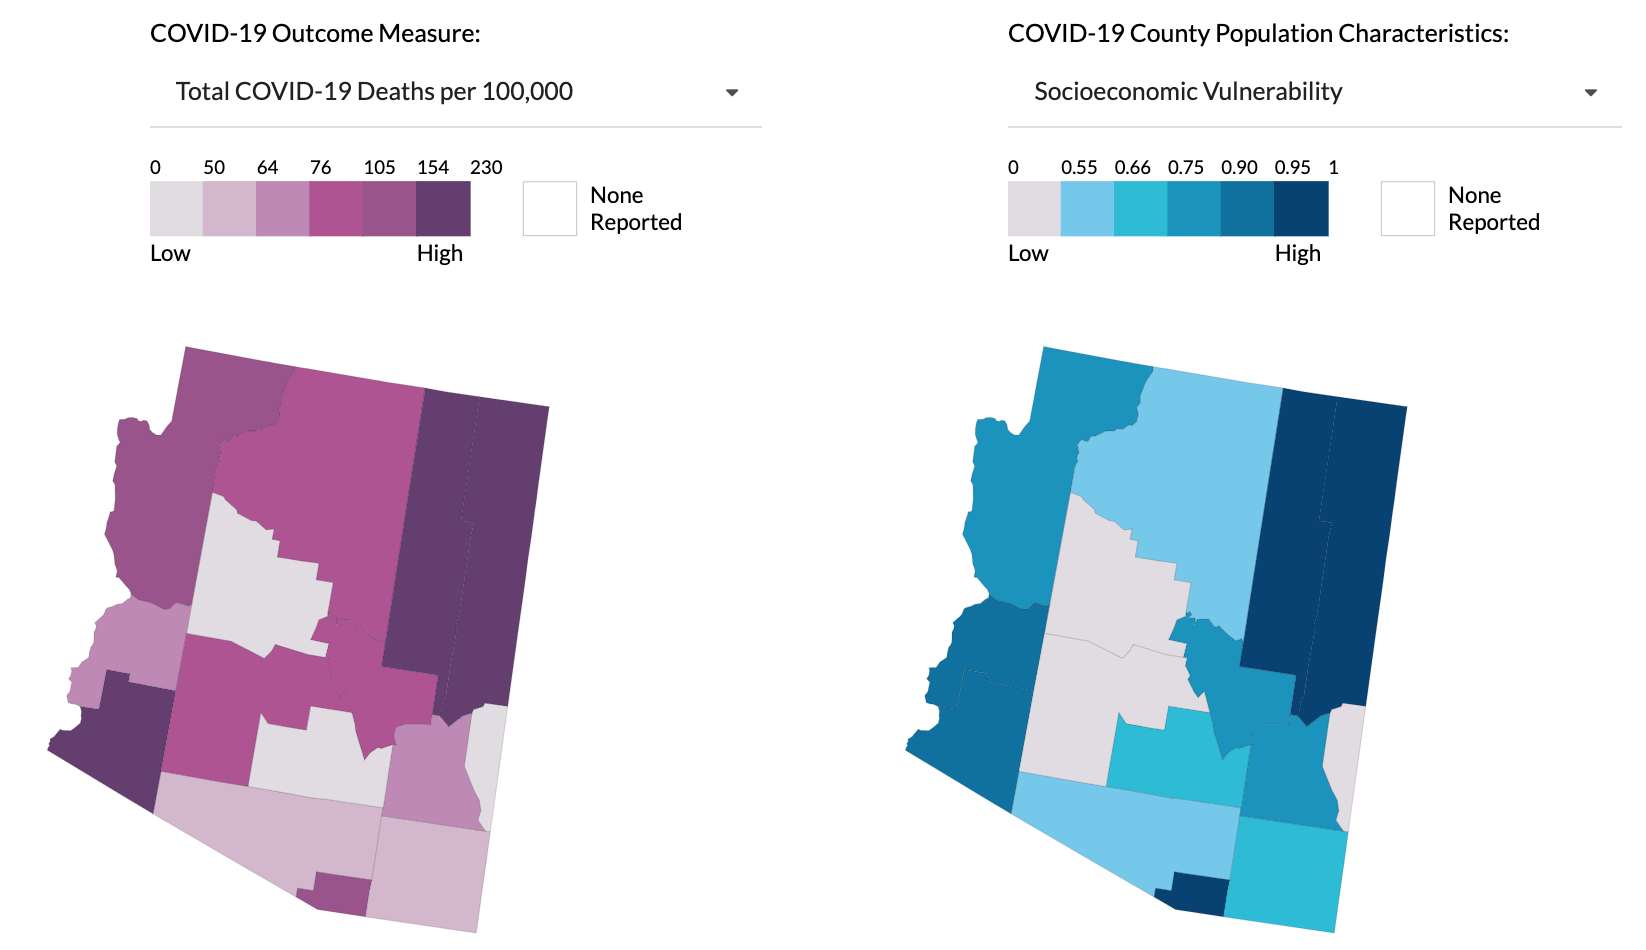 COVID-19 Outcome Measure:
Total COVID-19 Deaths per 100,000
0 50 64 76 105 154 230
None
Reported
Low High
COVID-19 County Population Characteristics:
Socioeconomic Vulnerability
0 0.55 0.66 0.75 0.90 0.95 1
None
Reported
Low High